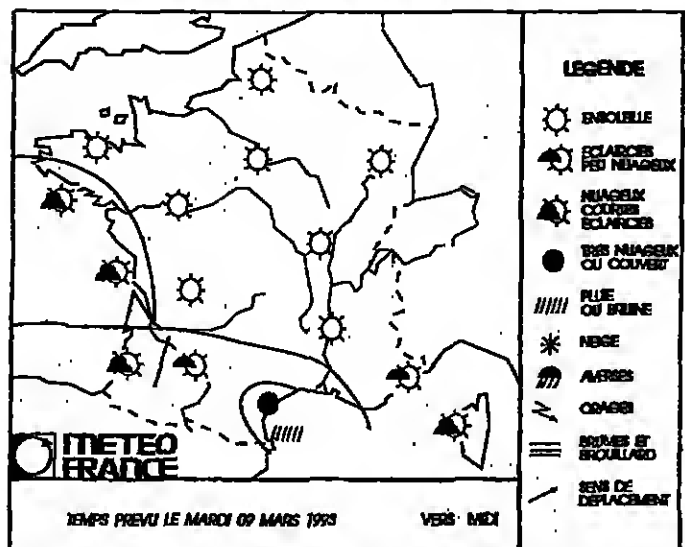 LEGENDE
ENSOLEILLE
ECLAIRCIES
PEU NUAGEUX
NUAGEUX
COURTES
ECLAIRCIES
TRES NUAGEUX
OU COUVERT
PLUIE
OU BRUINE
NEIGE
AVERSES
ORAGES
BRUMES ET
BROUILLARD
SENS DE
DEPLACEMENT
METEO
FRANCE
TEMPS PREVU LE MARDI 09 MARS 1993 VERS MIDI